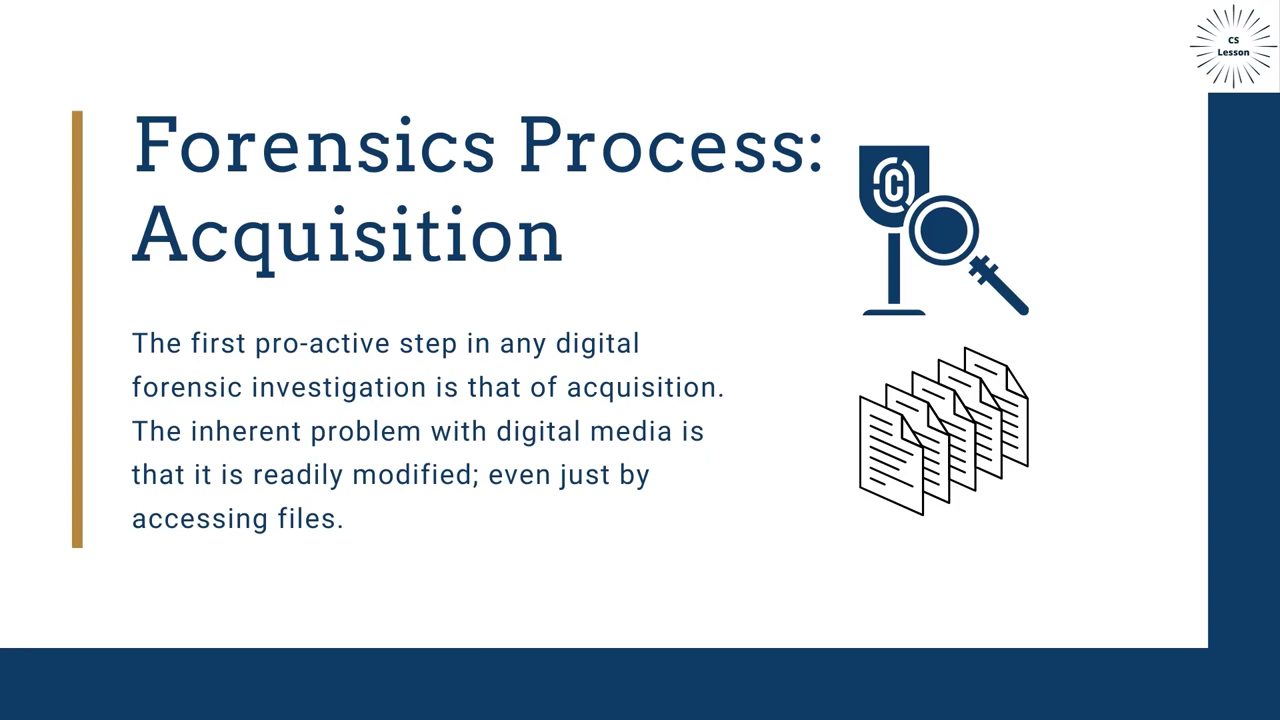 CS
Lesson
Forensics Process:
Acquisition
The first pro-active step in any digital
forensic investigation is that of acquisition.
The inherent problem with digital media is
that it is readily modified; even just by
accessing files.
C